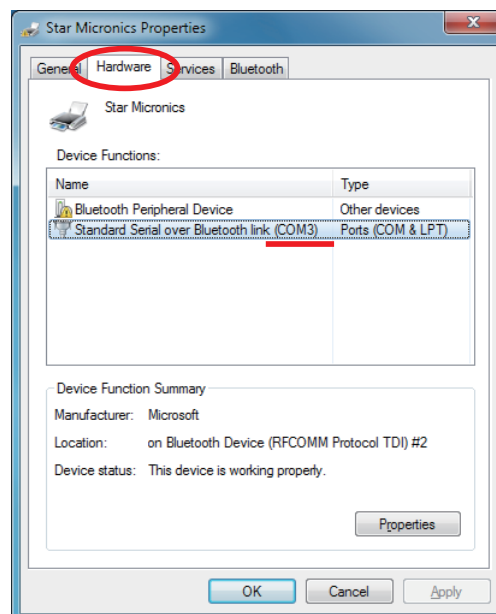 Star Micronics Properties
General Hardware Services Bluetooth
Star Micronics
Device Functions:
Name Type
Bluetooth Peripheral Device Other devices
Standard Serial over Bluetooth link (COM3) Ports (COM & LPT)
Device Function Summary
Manufacturer: Microsoft
Location: on Bluetooth Device (RFCOMM Protocol TDI) #2
Device status: This device is working properly.
Properties
OK Cancel Apply